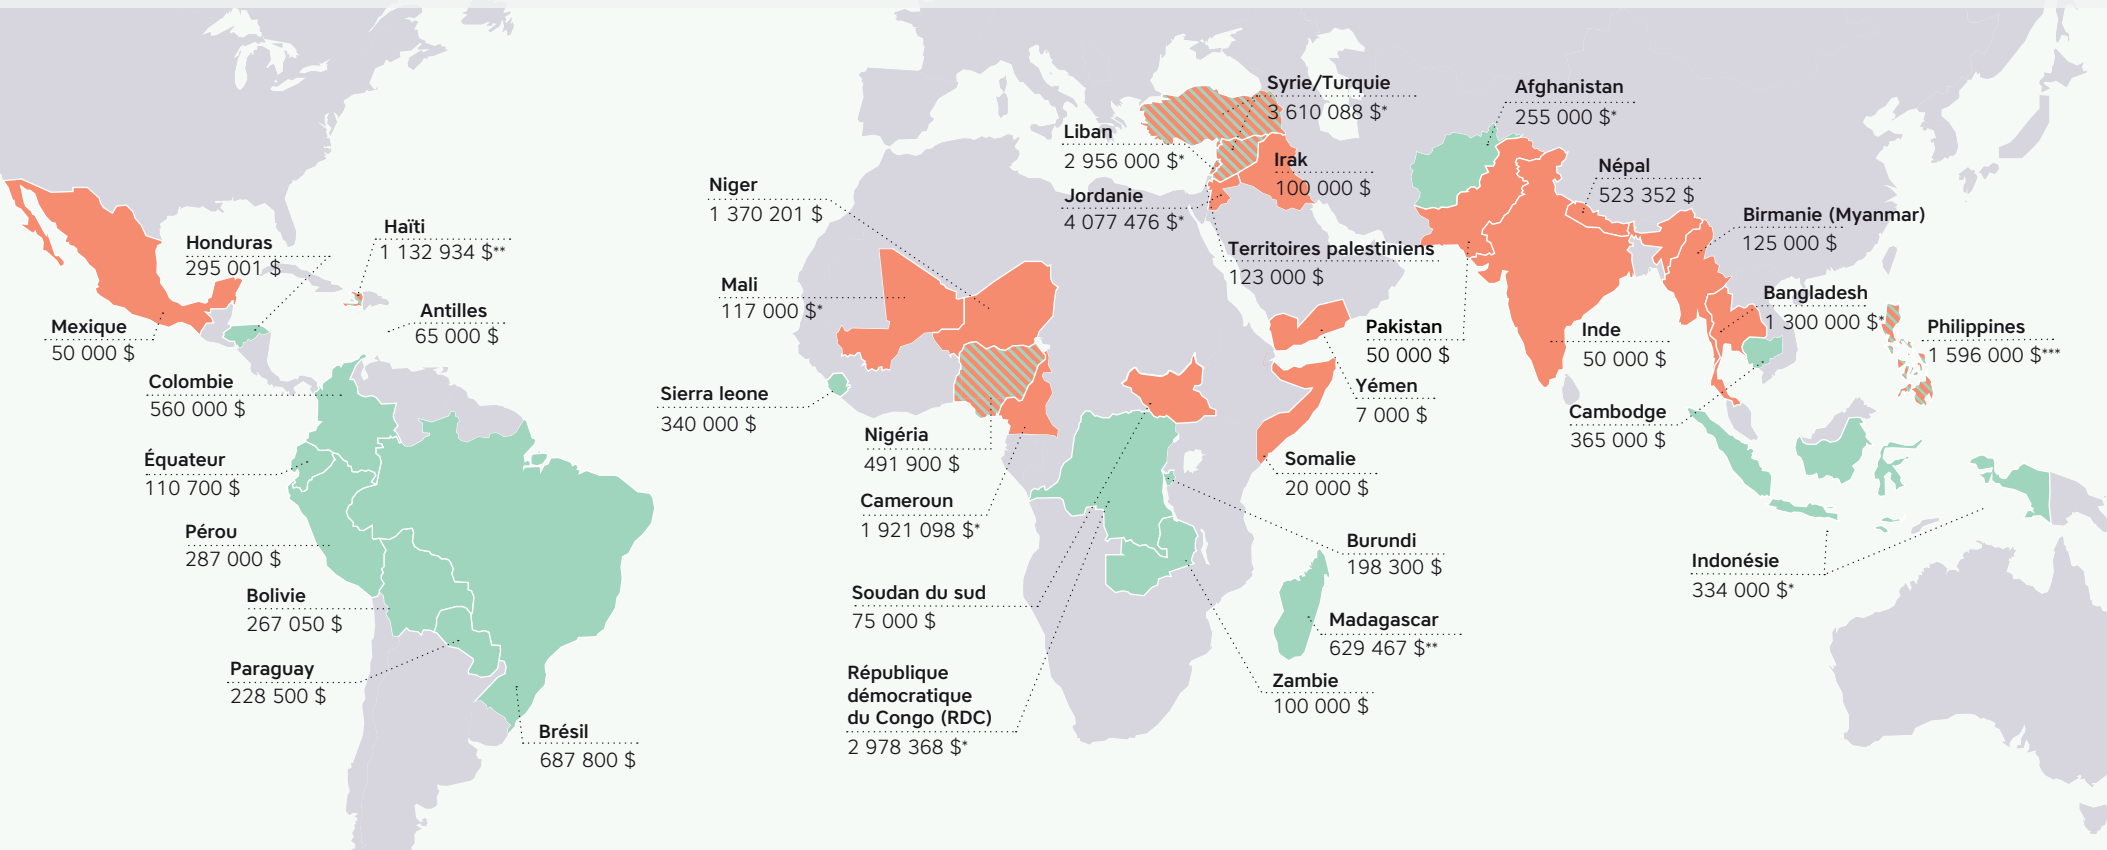 Syrie/Turquie
3 610 088 $*
Afghanistan
255 000 $*
Liban
2 956 000 $*
Irak
100 000 $
Népal
523 352 $
Niger
1 370 201 $
Jordanie
4 077 476 $*
Birmanie (Myanmar)
125 000 $
Haïti
1 132 934 $**
Honduras
295 001 $
Territoires palestiniens
123 000 $
Mali
117 000 $*
Bangladesh
1 300 000 $*
Antilles
65 000 $
Mexique
50 000 $
Pakistan
50 000 $
Inde
50 000 $
Philippines
1 596 000 $***
Colombie
560 000 $
Sierra leone
340 000 $
Yémen
7 000 $
Cambodge
365 000 $
Nigéria
491 900 $
Équateur
110 700 $
Somalie
20 000 $
Cameroun
1 921 098 $*
Pérou
287 000 $
Burundi
198 300 $
Indonésie
334 000 $*
Bolivie
267 050 $
Soudan du sud
75 000 $
Madagascar
629 467 $**
Paraguay
228 500 $
République
démocratique
du Congo (RDC)
2 978 368 $*
Zambie
100 000 $
Brésil
687 800 $